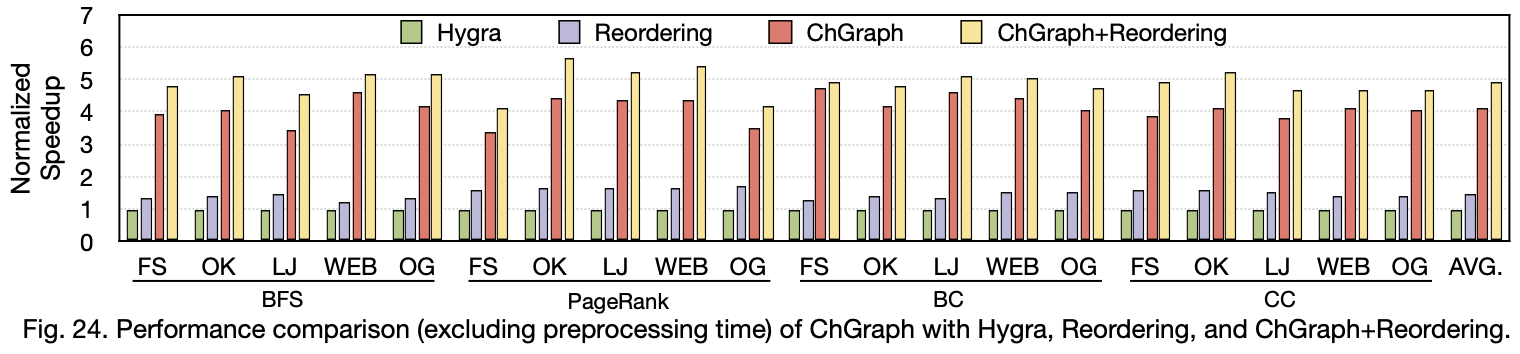 7
6
5
4
3
2
1
0
Normalized
Speedup
Hygra Reordering ChGraph ChGraph+Reordering
FS OK LJ WEB OG FS OK LJ WEB OG FS OK LJ WEB OG FS OK LJ WEB OG AVG.
BFS PageRank BC CC
Fig. 24. Performance comparison (excluding preprocessing time) of ChGraph with Hygra, Reordering, and ChGraph+Reordering.